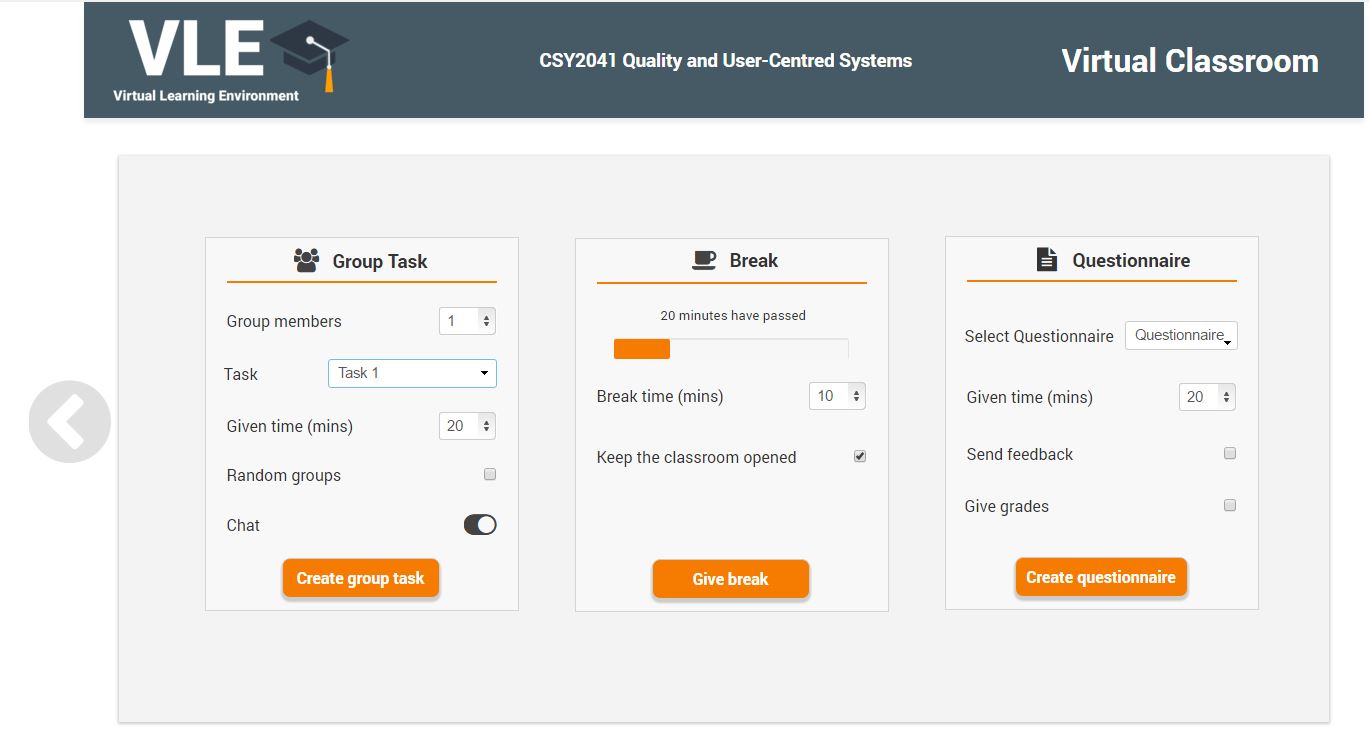 VLE
Virtual Learning Environment
CSY2041 Quality and User-Centred Systems
Virtual Classroom
Group Task
Group members 1
Task Task 1
Given time (mins) 20
Random groups
Chat
Create group task
Break
20 minutes have passed
Break time (mins) 10
Keep the classroom opened
Give break
Questionnaire
Select Questionnaire Questionnaire
Given time (mins) 20
Send feedback
Give grades
Create questionnaire